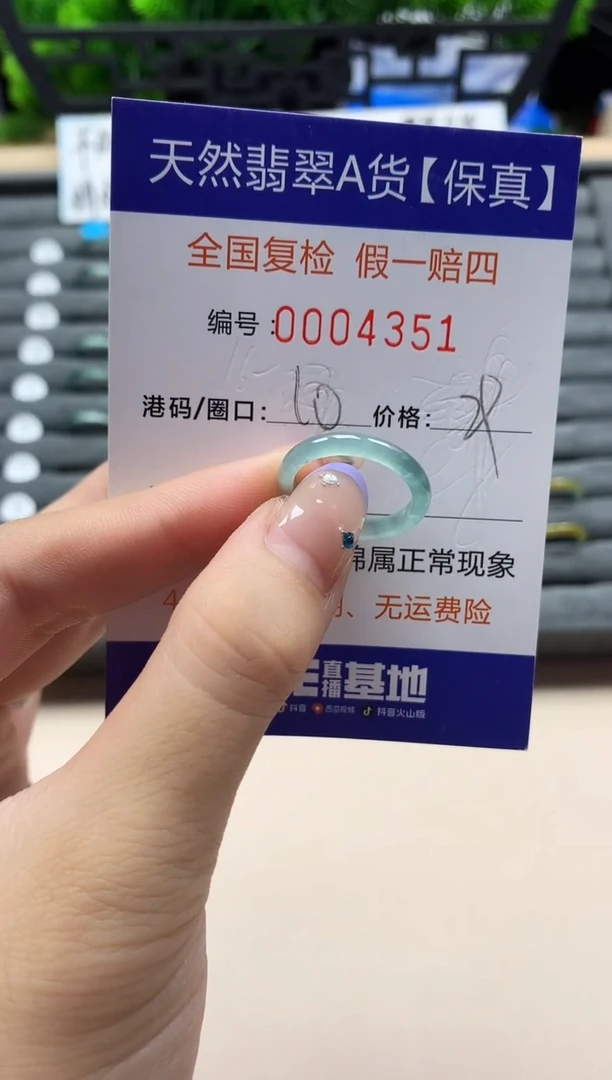 天然翡翠A货【保真】
全国复检 假一赔四
编号:0004351
港码/圈口: 10 价格:
棉属正常现象
、无运费险
直播基地
抖音 西瓜视频 抖音火山版